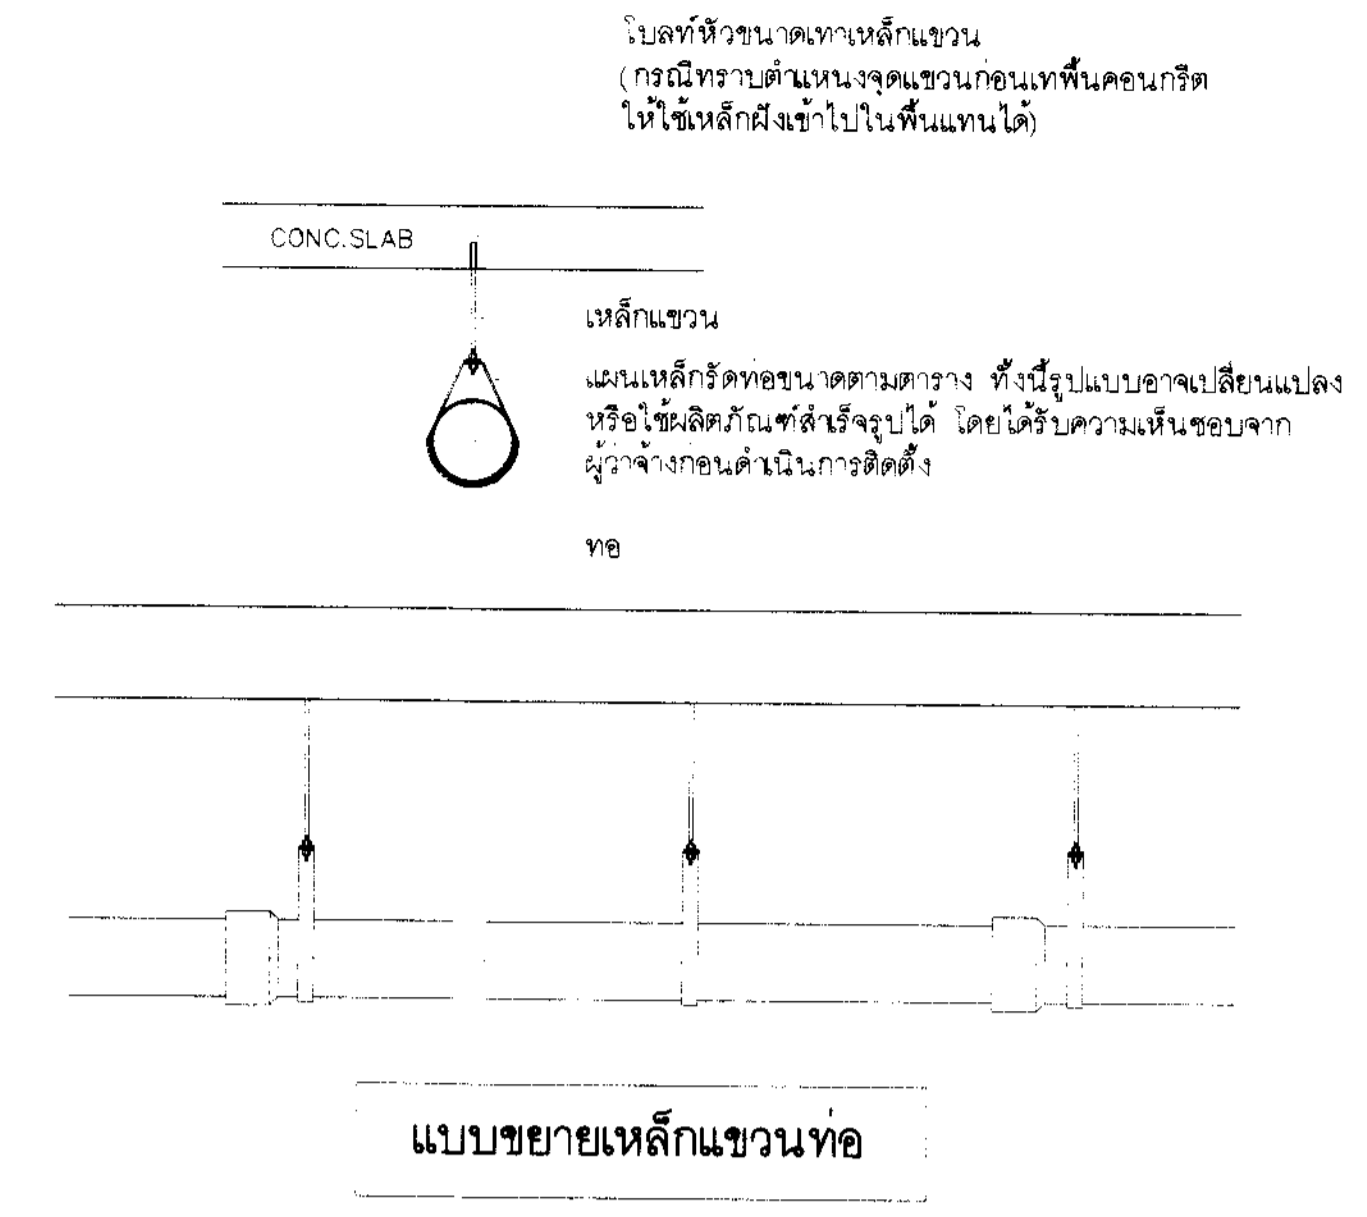 โบลท์หัวขนาดเทาเหล็กแขวน
(กรณีทราบตำแหนงจุดแขวนก่อนเทพื้นคอนกรีต
ให้ใช้เหล็กฝังเข้าไปในพื้นแทนได้)
CONC.SLAB
เหล็กแขวน
แผนเหล็กรัดทอขนาดตามตาราง ทั้งนี้รูปแบบอาจเปลี่ยนแปลง
หรือใช้ผลิตภัณฑ์สำเร็จรูปได้ โดยได้รับความเห็นชอบจาก
ผู้ว่าจ้างก่อนดำเนินการติดตั้ง
ทอ
แบบขยายเหล็กแขวนท่อ